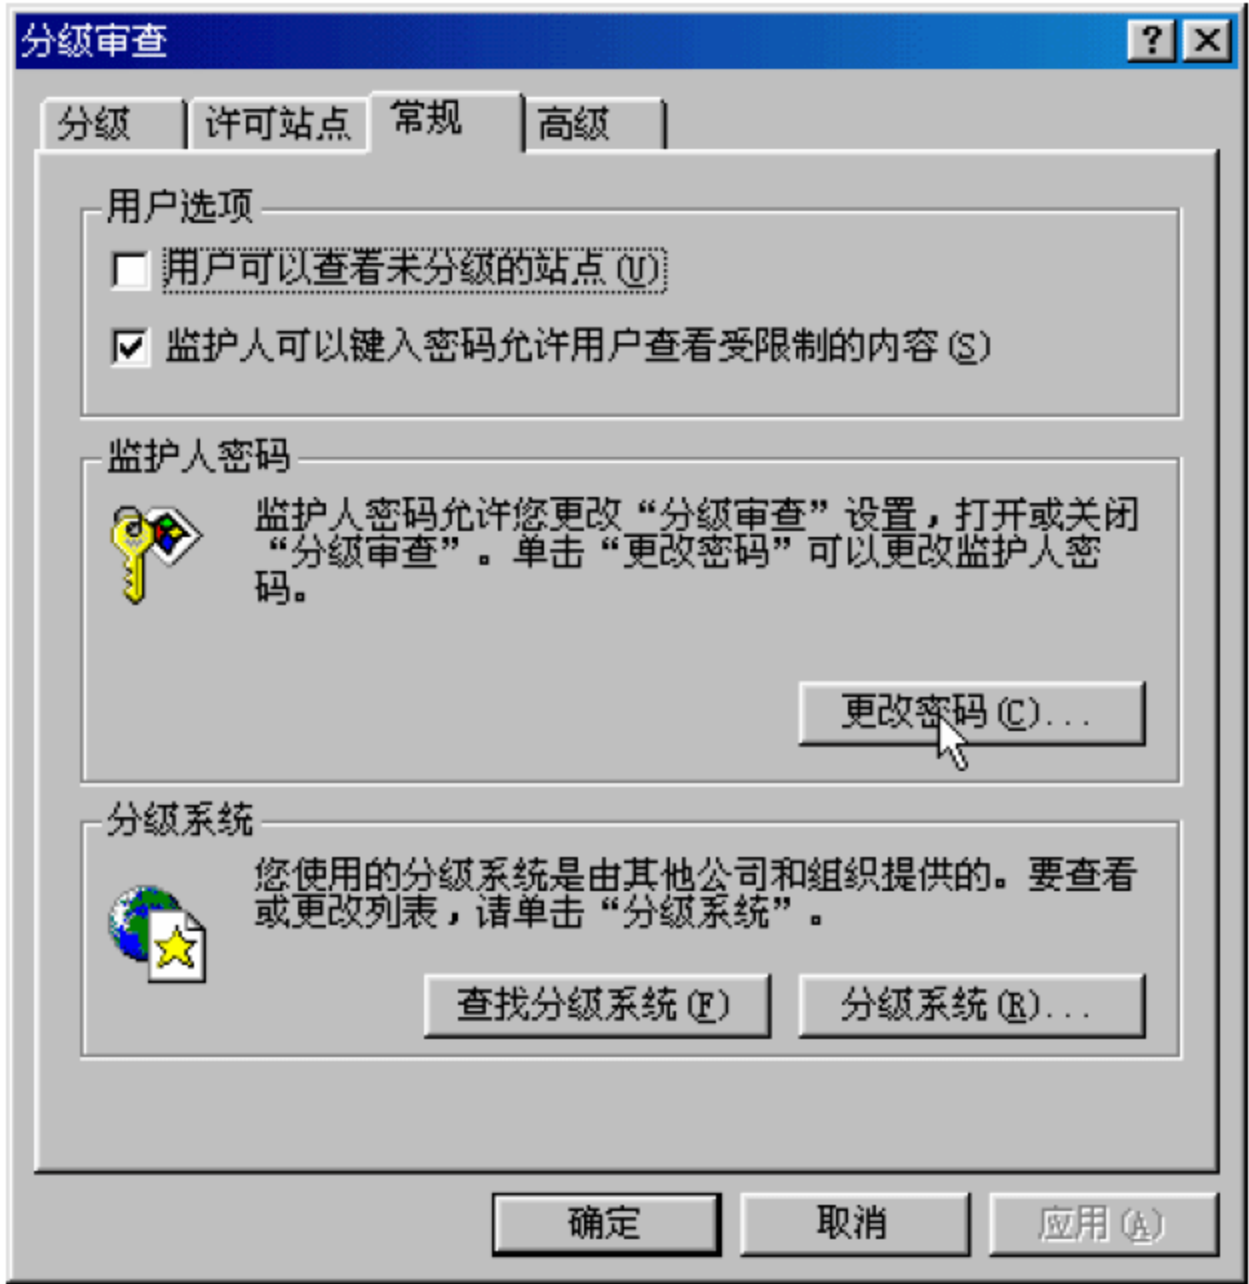 分级审查
分级 许可站点 常规 高级
用户选项
用户可以查看未分级的站点(U)
监护人可以键入密码允许用户查看受限制的内容(S)
监护人密码
监护人密码允许您更改“分级审查”设置，打开或关闭
“分级审查”。单击“更改密码”可以更改监护人密
码。
更改密码(C)...
分级系统
您使用的分级系统是由其他公司和组织提供的。要查看
或更改列表，请单击“分级系统”。
查找分级系统(F) 分级系统(R)...
确定 取消 应用(A)